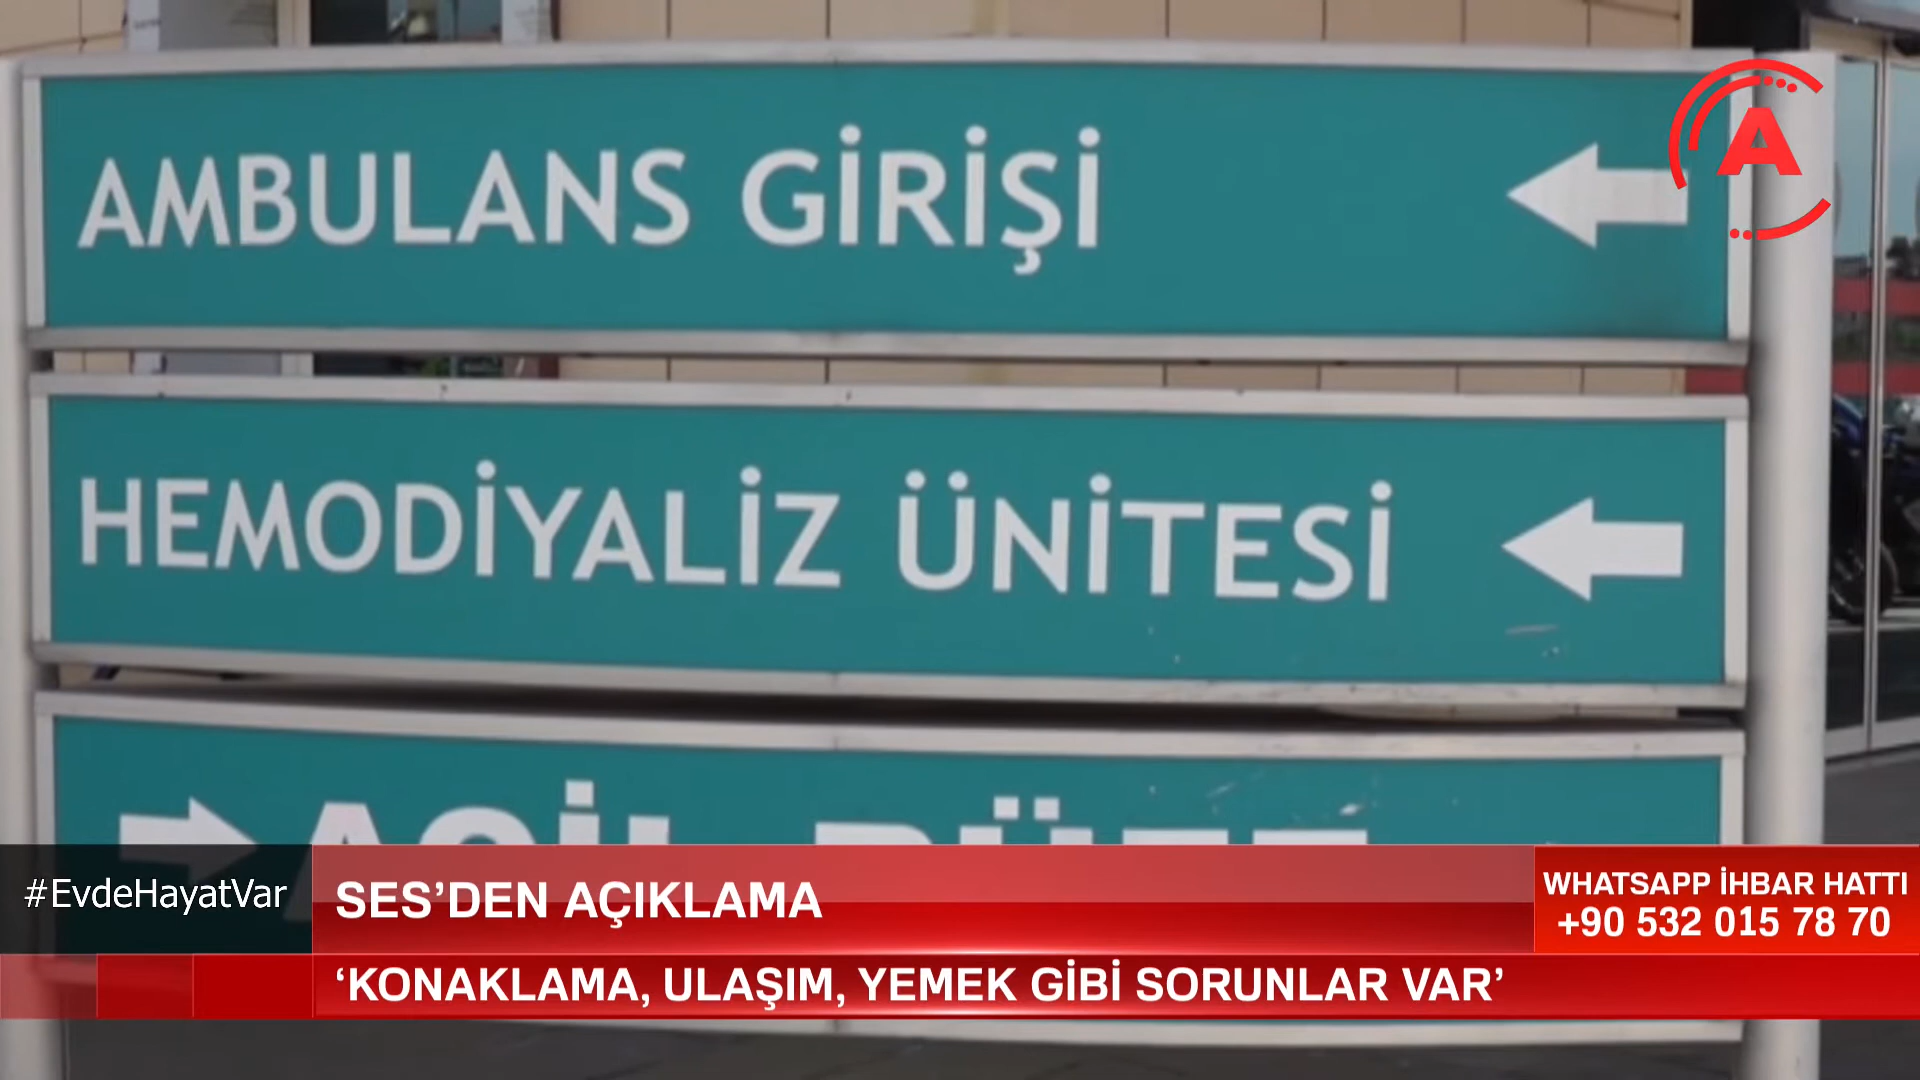 AMBULANS GİRİŞİ
A
HEMODİYALİZ ÜNİTESİ
#EvdeHayatVar
SES’DEN AÇIKLAMA
WHATSAPP İHBAR HATTI
+90 532 015 78 70
‘KONAKLAMA, ULAŞIM, YEMEK GİBİ SORUNLAR VAR’